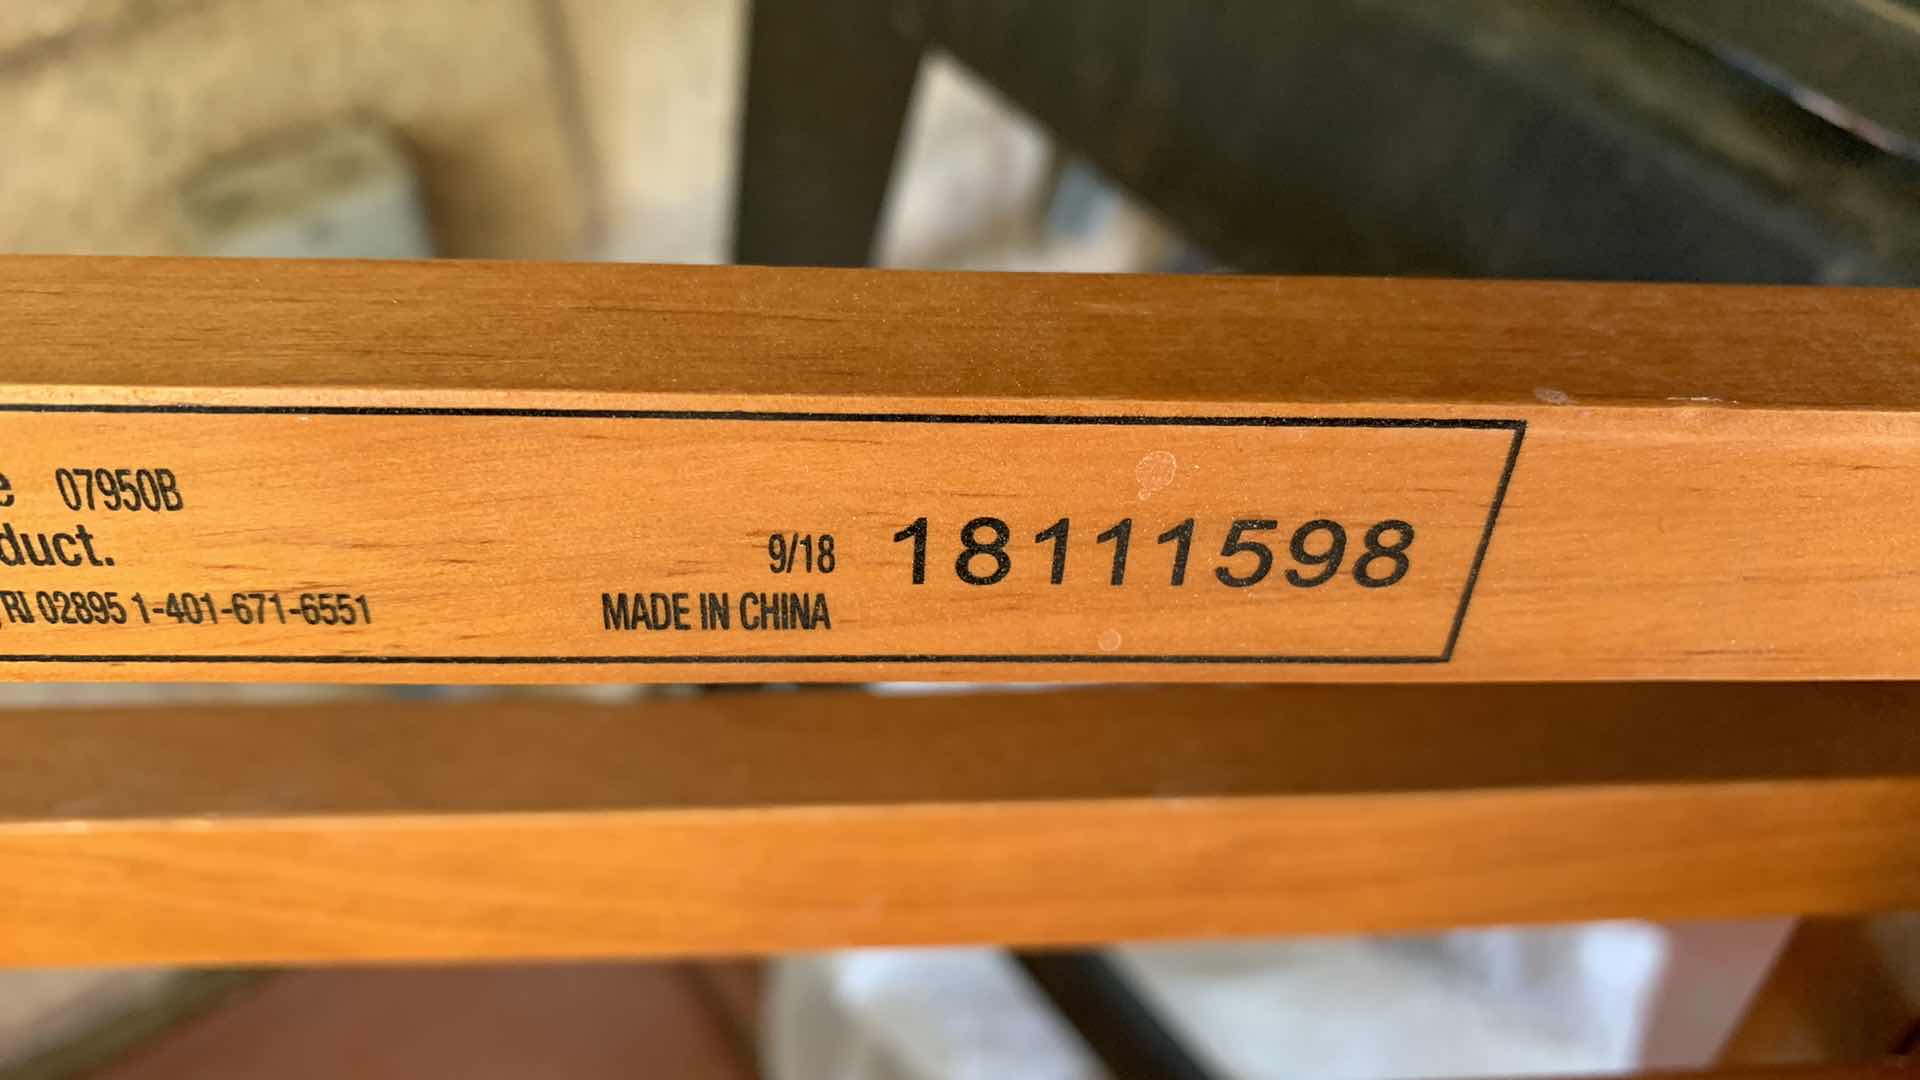 07950B
duct.
9/18 18111598
RI 02895 1-401-671-6551
MADE IN CHINA